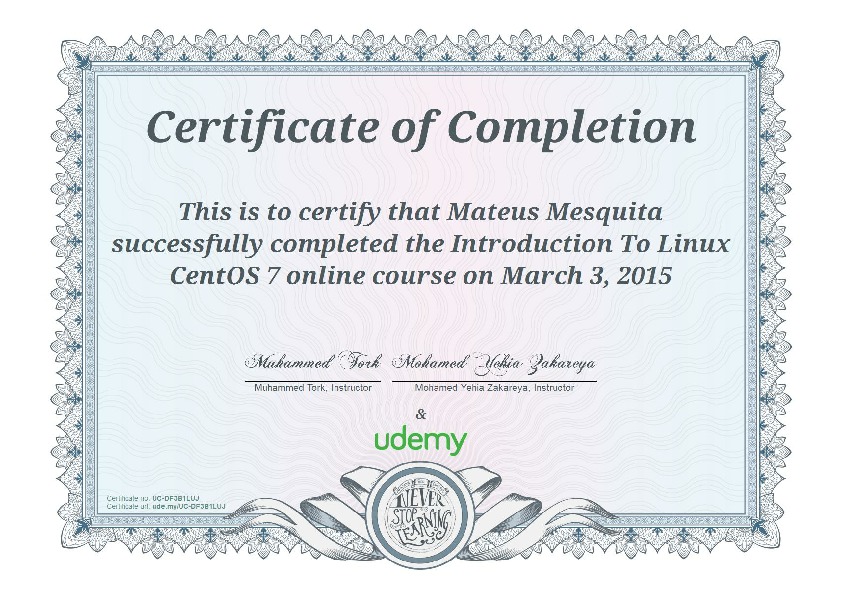 Certificate of Completion
This is to certify that Mateus Mesquita
successfully completed the Introduction To Linux
CentOS 7 online course on March 3, 2015
Muhammed Tork Mohamed Yehia Zakareya
Muhammed Tork, Instructor Mohamed Yehia Zakareya, Instructor
&
udemy
Certificate no: UC-DF3B1LUJ
Certificate url: ude.my/UC-DF3B1LUJ
NEVER
STOP
LEARNING